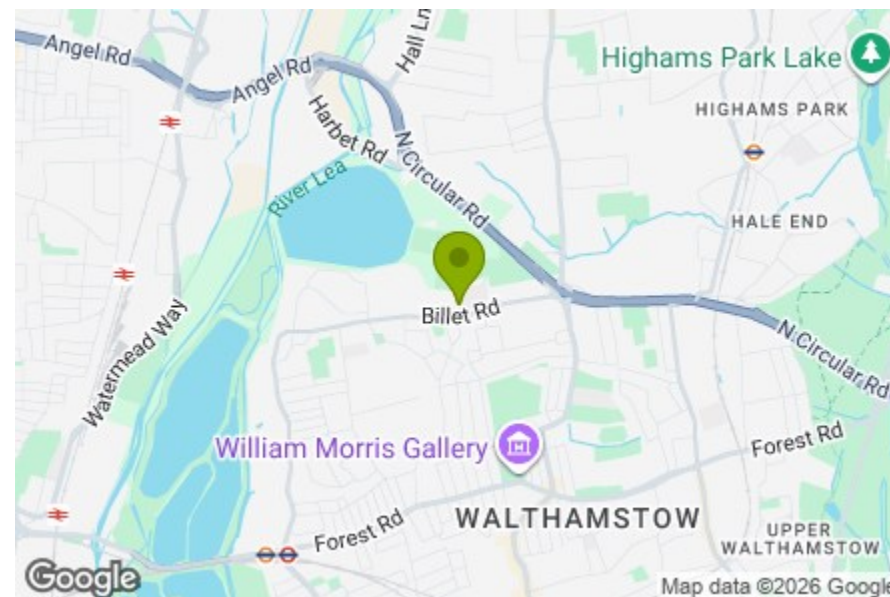 Angel Rd
Angel Rd
Hall Ln
Highams Park Lake
HIGHAMS PARK
Harbet Rd
N Circular Rd
River Lea
HALE END
Billet Rd
Watermead Way
N Circular Rd
William Morris Gallery
Forest Rd
Forest Rd
WALTHAMSTOW
UPPER
WALTHAMSTOW
Google
Map data ©2026 Google